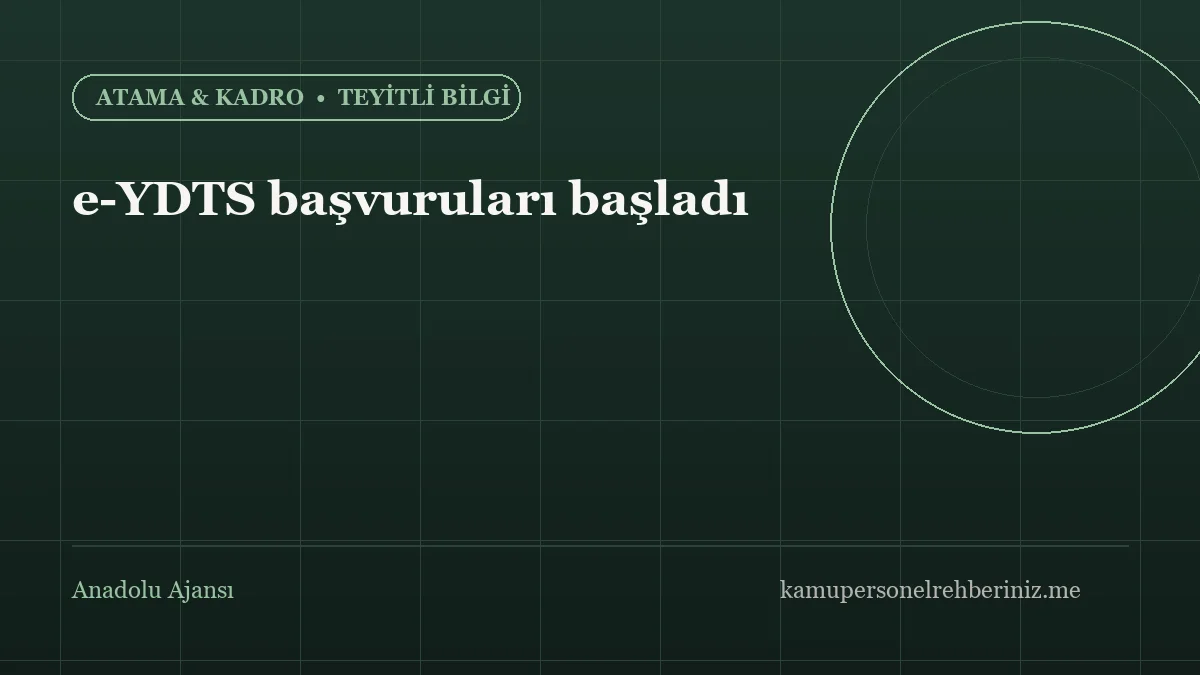 ATAMA & KADRO • TEYİTLİ BİLGİ
e-YDTS başvuruları başladı
Anadolu Ajansı
kamupersonelrehberiniz.me